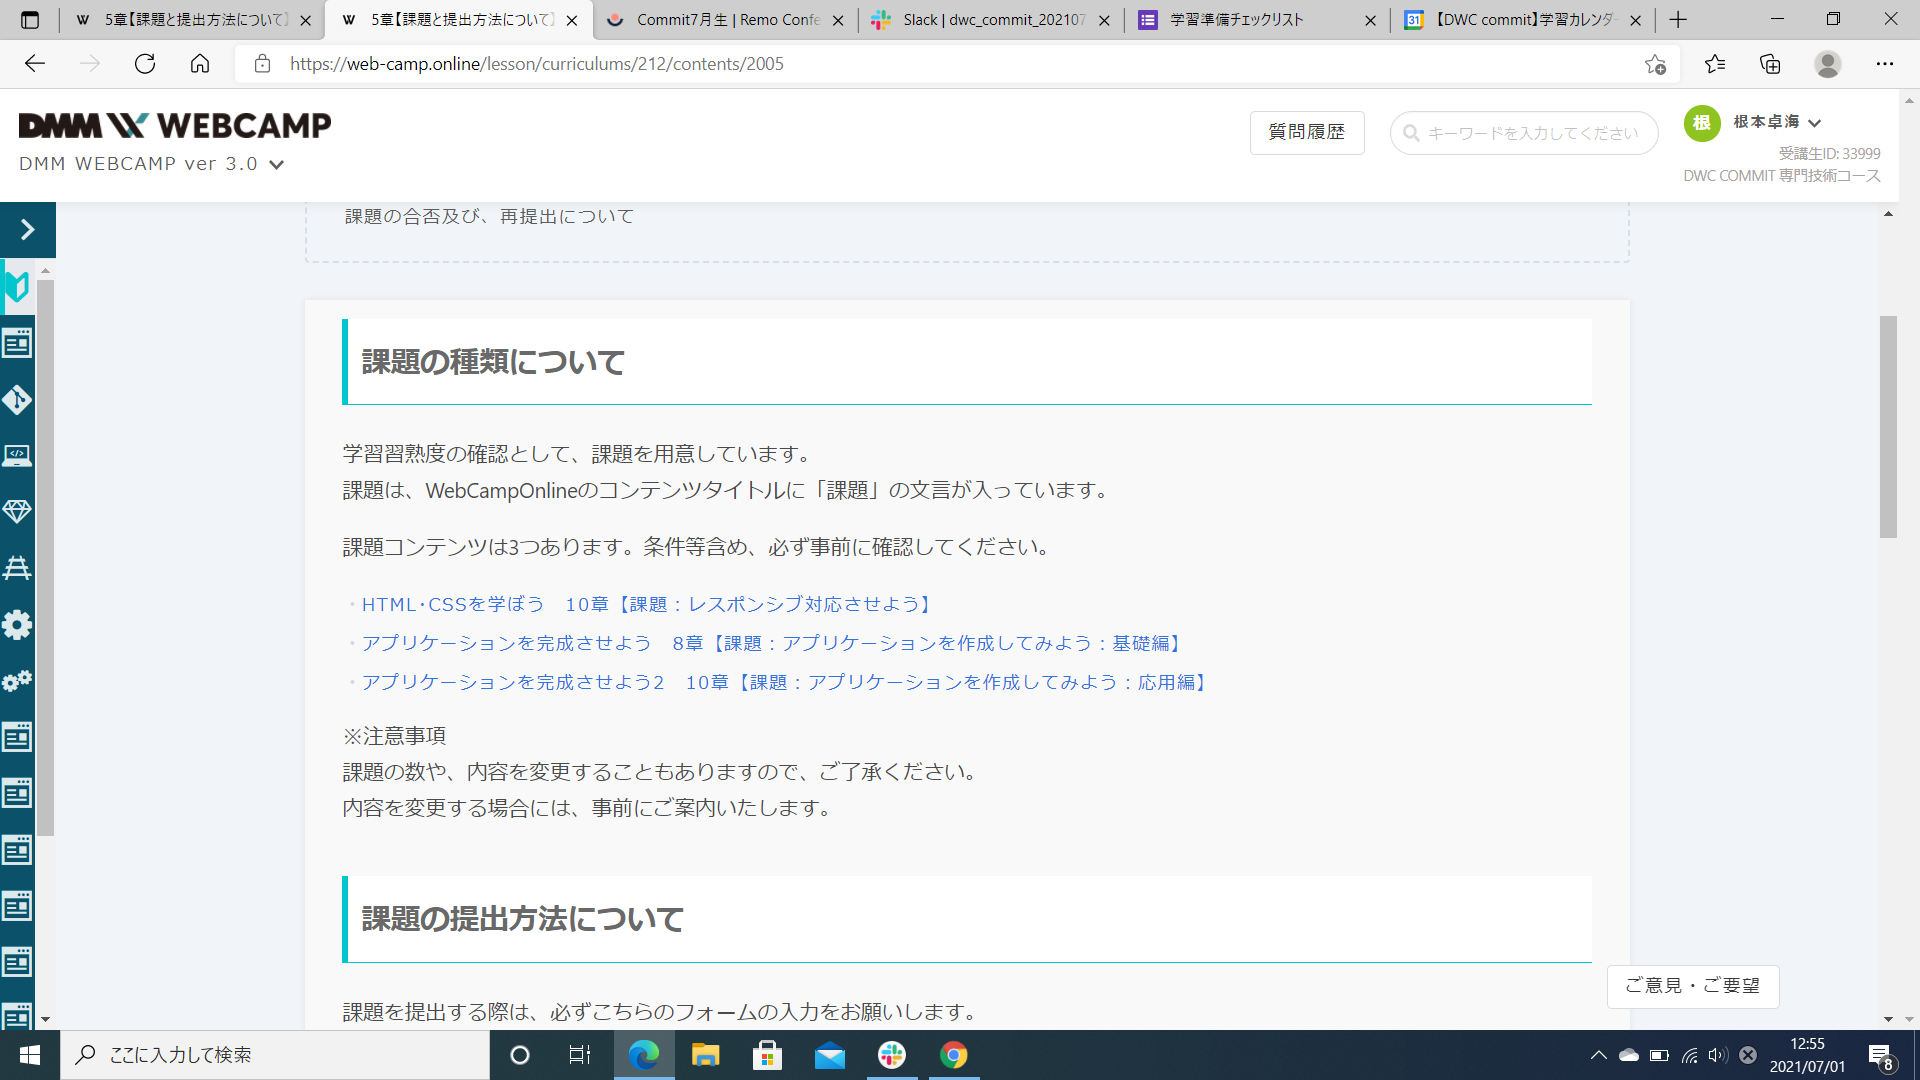 5章【課題と提出方法について】
5章【課題と提出方法について】
Commit7月生 | Remo Confe
Slack | dwc_commit_202107
学習準備チェックリスト
31
【DWC commit】学習カレンダー
https://web-camp.online/lesson/curriculums/212/contents/2005
DMM WEBCAMP
DMM WEBCAMP ver 3.0
質問履歴
キーワードを入力してください
根
根本卓海
受講生ID: 33999
DWC COMMIT 専門技術コース
課題の合否及び、再提出について
課題の種類について
学習習熟度の確認として、課題を用意しています。
課題は、WebCampOnlineのコンテンツタイトルに「課題」の文言が入っています。
課題コンテンツは3つあります。条件等含め、必ず事前に確認してください。
・HTML･CSSを学ぼう　10章【課題：レスポンシブ対応させよう】
・アプリケーションを完成させよう　8章【課題：アプリケーションを作成してみよう：基礎編】
・アプリケーションを完成させよう2　10章【課題：アプリケーションを作成してみよう：応用編】
※注意事項
課題の数や、内容を変更することもありますので、ご了承ください。
内容を変更する場合には、事前にご案内いたします。
課題の提出方法について
課題を提出する際は、必ずこちらのフォームの入力をお願いします。
ご意見・ご要望
ここに入力して検索
12:55
2021/07/01
8